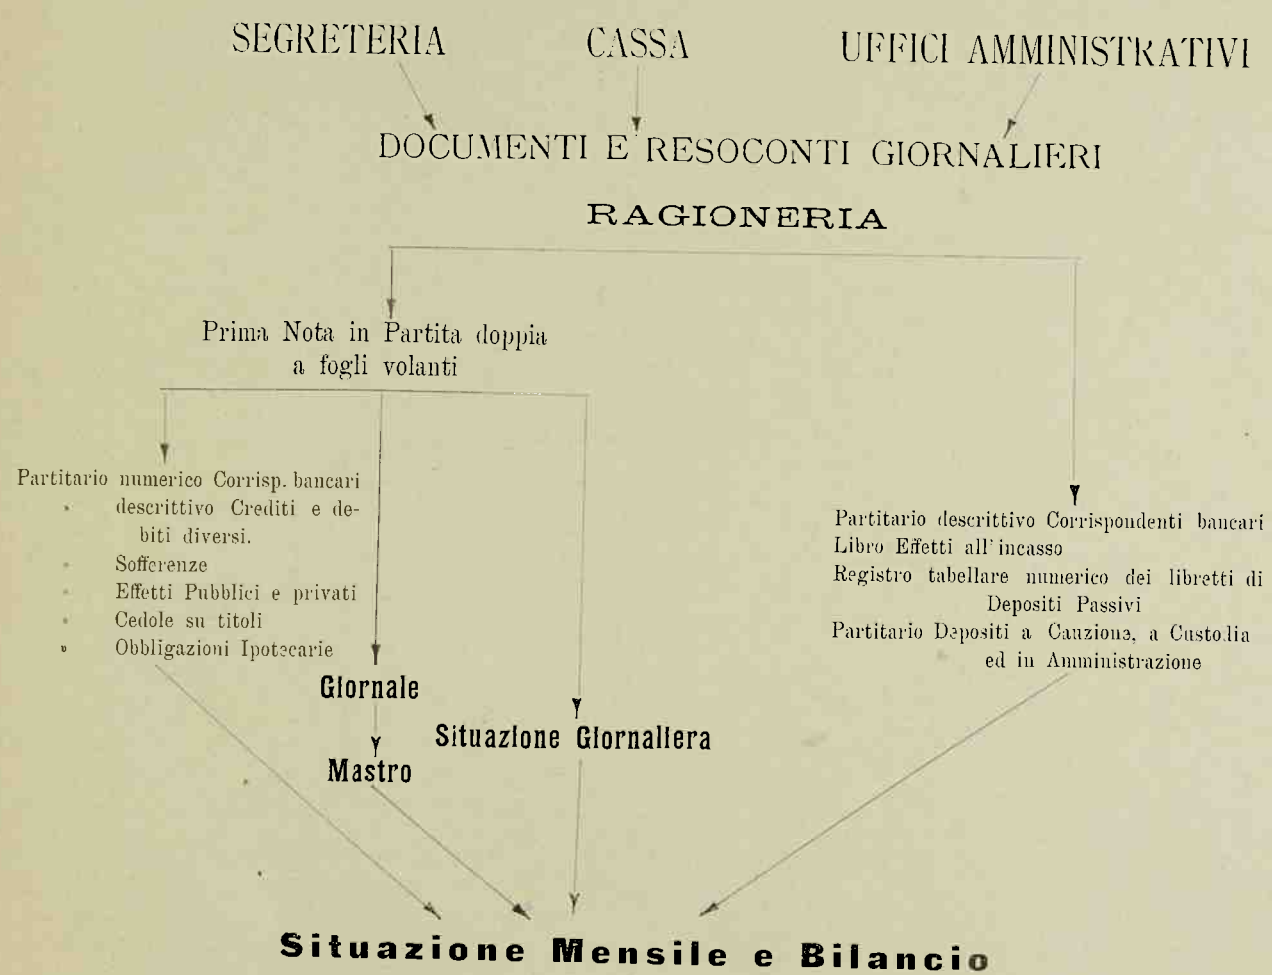 SEGRETERIA CASSA UFFICI AMMINISTRATIVI
DOCUMENTI E RESOCONTI GIORNALIERI
RAGIONERIA
Prima Nota in Partita doppia
a fogli volanti
Partitario numerico Corrisp. bancari
» descrittivo Crediti e de-
biti diversi.
» Sofferenze
» Effetti Pubblici e privati
» Cedole su titoli
» Obbligazioni Ipotecarie
Giornale
Mastro
Situazione Giornaliera
Partitario descrittivo Corrispondenti bancari
Libro Effetti all'incasso
Registro tabellare numerico dei libretti di
Depositi Passivi
Partitario Depositi a Cauzione, a Custodia
ed in Amministrazione
Situazione Mensile e Bilancio